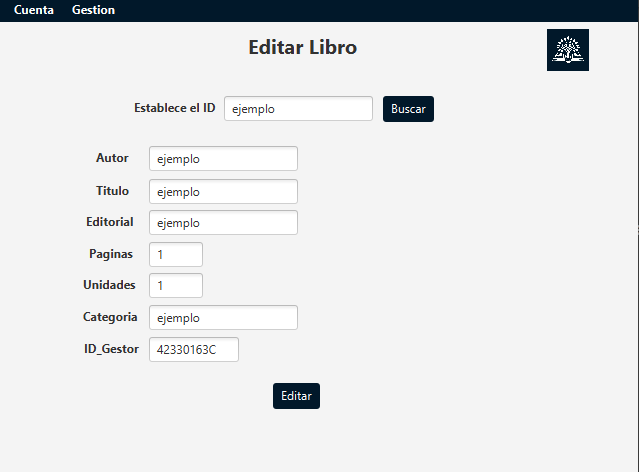 Cuenta Gestion
Editar Libro
Establece el ID ejemplo Buscar
Autor ejemplo
Titulo ejemplo
Editorial ejemplo
Paginas 1
Unidades 1
Categoria ejemplo
ID_Gestor 42330163C
Editar